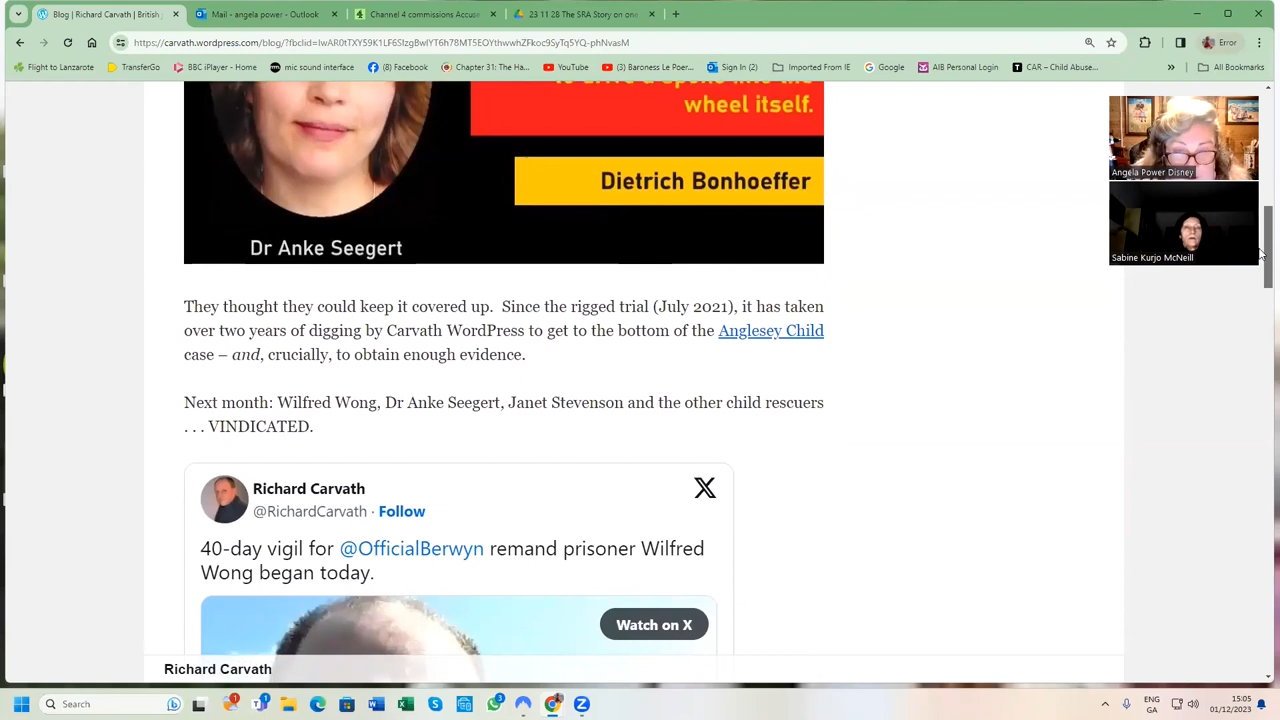 Blog | Richard Carvath | British
Mail - angela power - Outlook
Channel 4 commissions Accuse
23 11 28 The SRA Story on one
https://carvath.wordpress.com/blog/?fbclid=IwAR0tTXY59K1LF6SlzgBwlYT6h78MT5EOYthwwhZFkoc9SyTq5YQ-phNvasM
Error
Flight to Lanzarote
TransferGo
BBC iPlayer - Home
mic sound interface
(8) Facebook
Chapter 31: The Ha...
YouTube
(3) Baroness Le Poer...
Sign In (2)
Imported From IE
Google
AIB Personal Login
CAR – Child Abuse...
All Bookmarks
wheel itself.
Dietrich Bonhoeffer
Dr Anke Seegert
Angela Power Disney
Sabine Kurjo McNeill
They thought they could keep it covered up. Since the rigged trial (July 2021), it has taken
over two years of digging by Carvath WordPress to get to the bottom of the Anglesey Child
case – and, crucially, to obtain enough evidence.
Next month: Wilfred Wong, Dr Anke Seegert, Janet Stevenson and the other child rescuers
. . . VINDICATED.
Richard Carvath
@RichardCarvath · Follow
40-day vigil for @OfficialBerwyn remand prisoner Wilfred
Wong began today.
Watch on X
Richard Carvath
Search
ENG
GA
15:05
01/12/2023